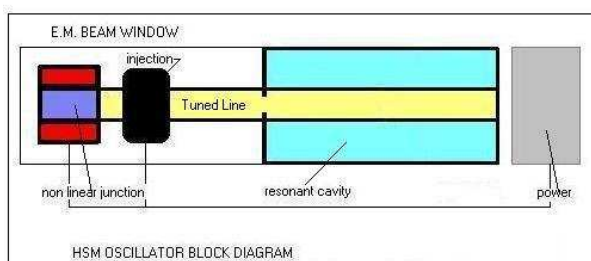 E.M. BEAM WINDOW
injection
Tuned Line
non linear junction
resonant cavity
power
HSM OSCILLATOR BLOCK DIAGRAM